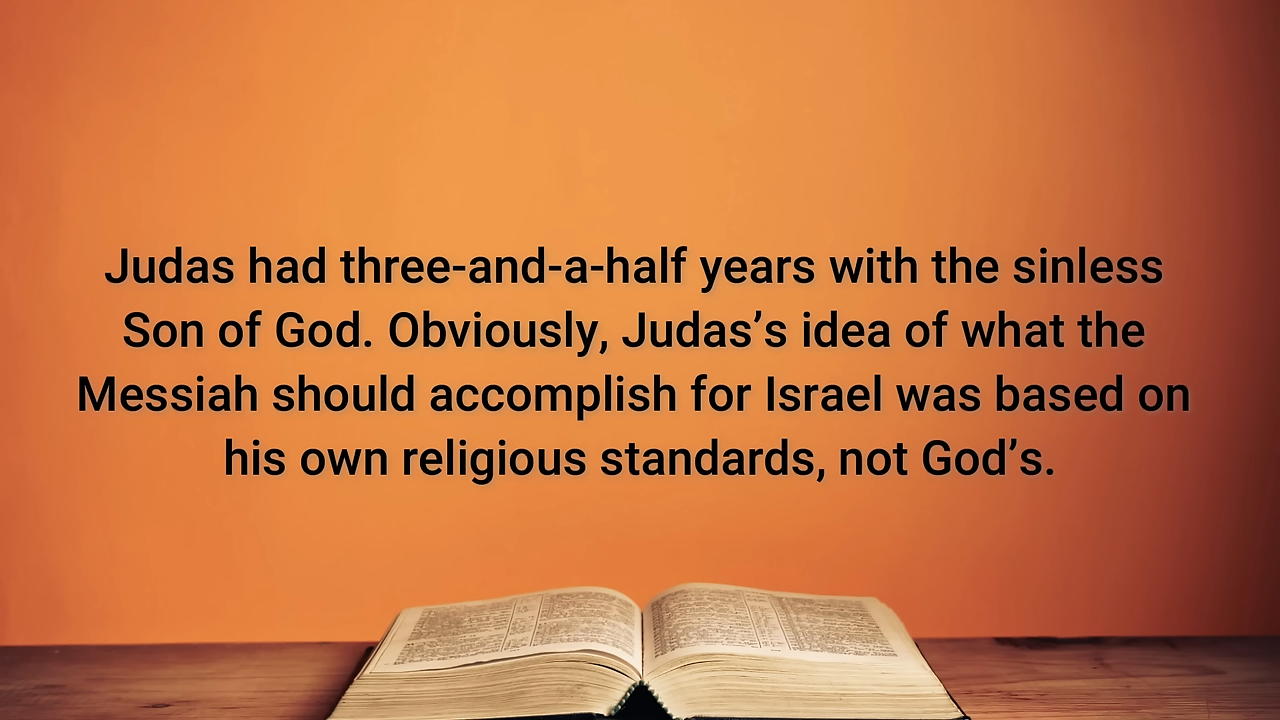 Judas had three-and-a-half years with the sinless
Son of God. Obviously, Judas’s idea of what the
Messiah should accomplish for Israel was based on
his own religious standards, not God’s.